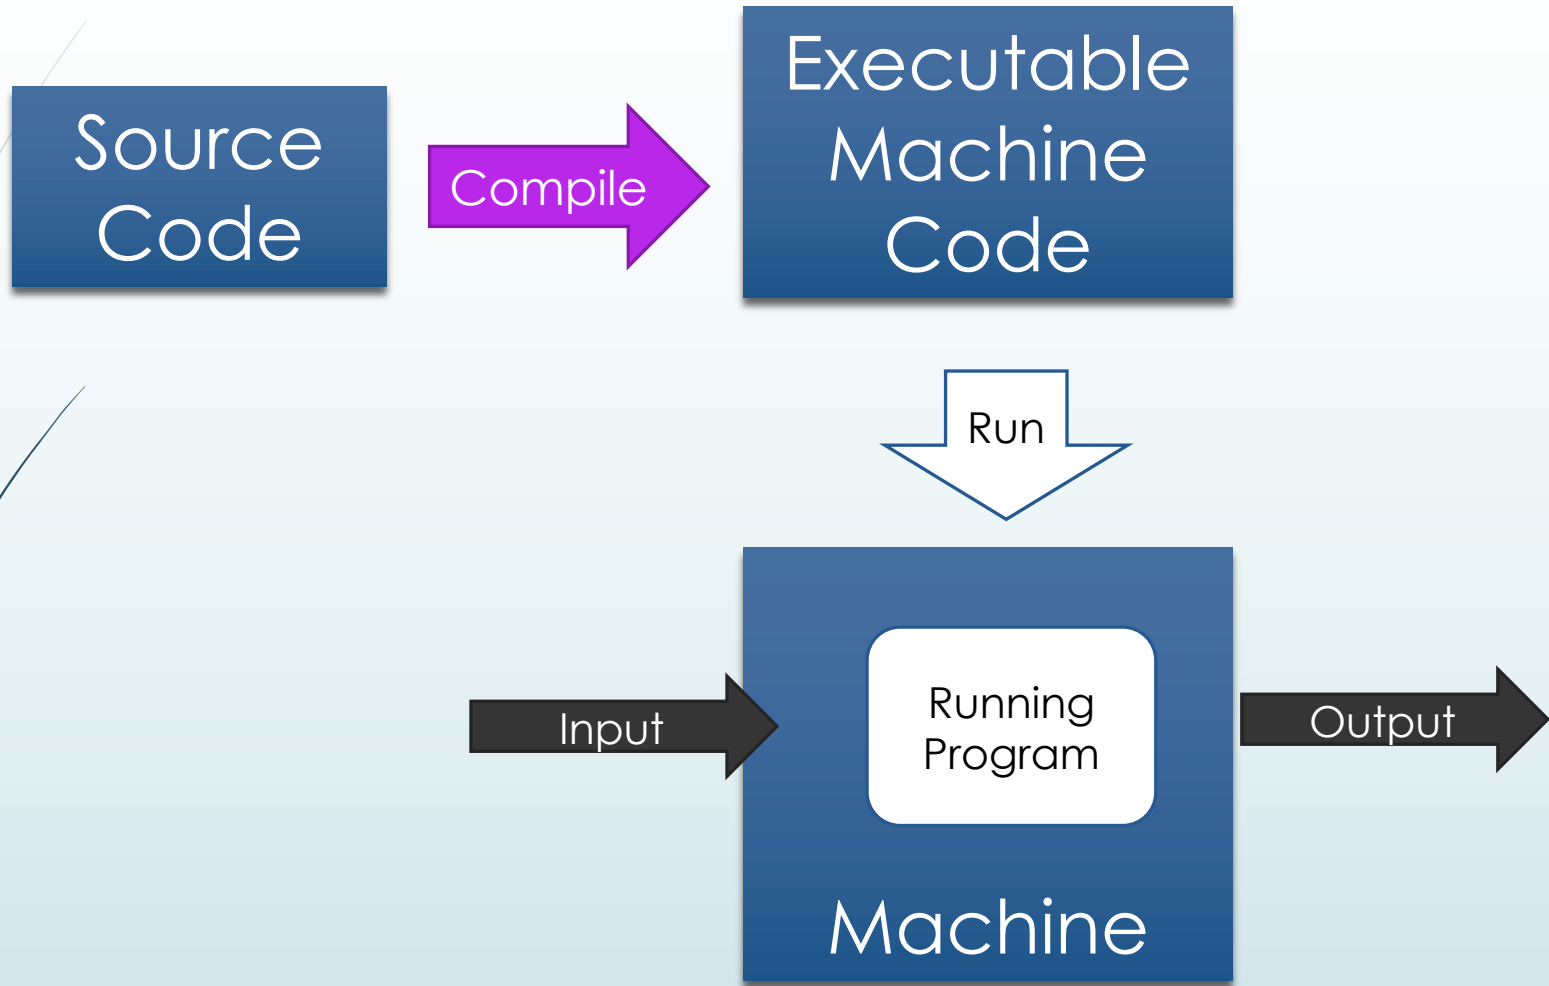 Source
Code
Compile
Executable
Machine
Code
Run
Input
Running
Program
Output
Machine